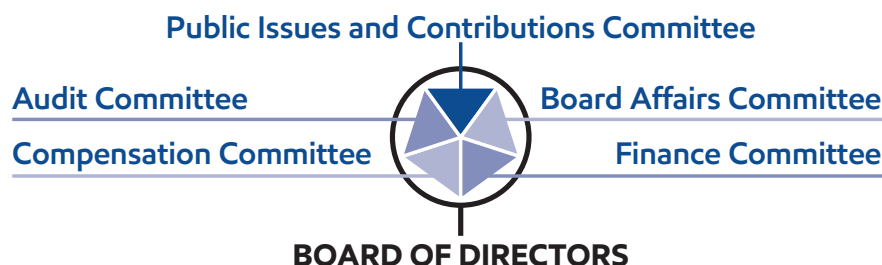 Public Issues and Contributions Committee
Audit Committee
Board Affairs Committee
Compensation Committee
Finance Committee
BOARD OF DIRECTORS